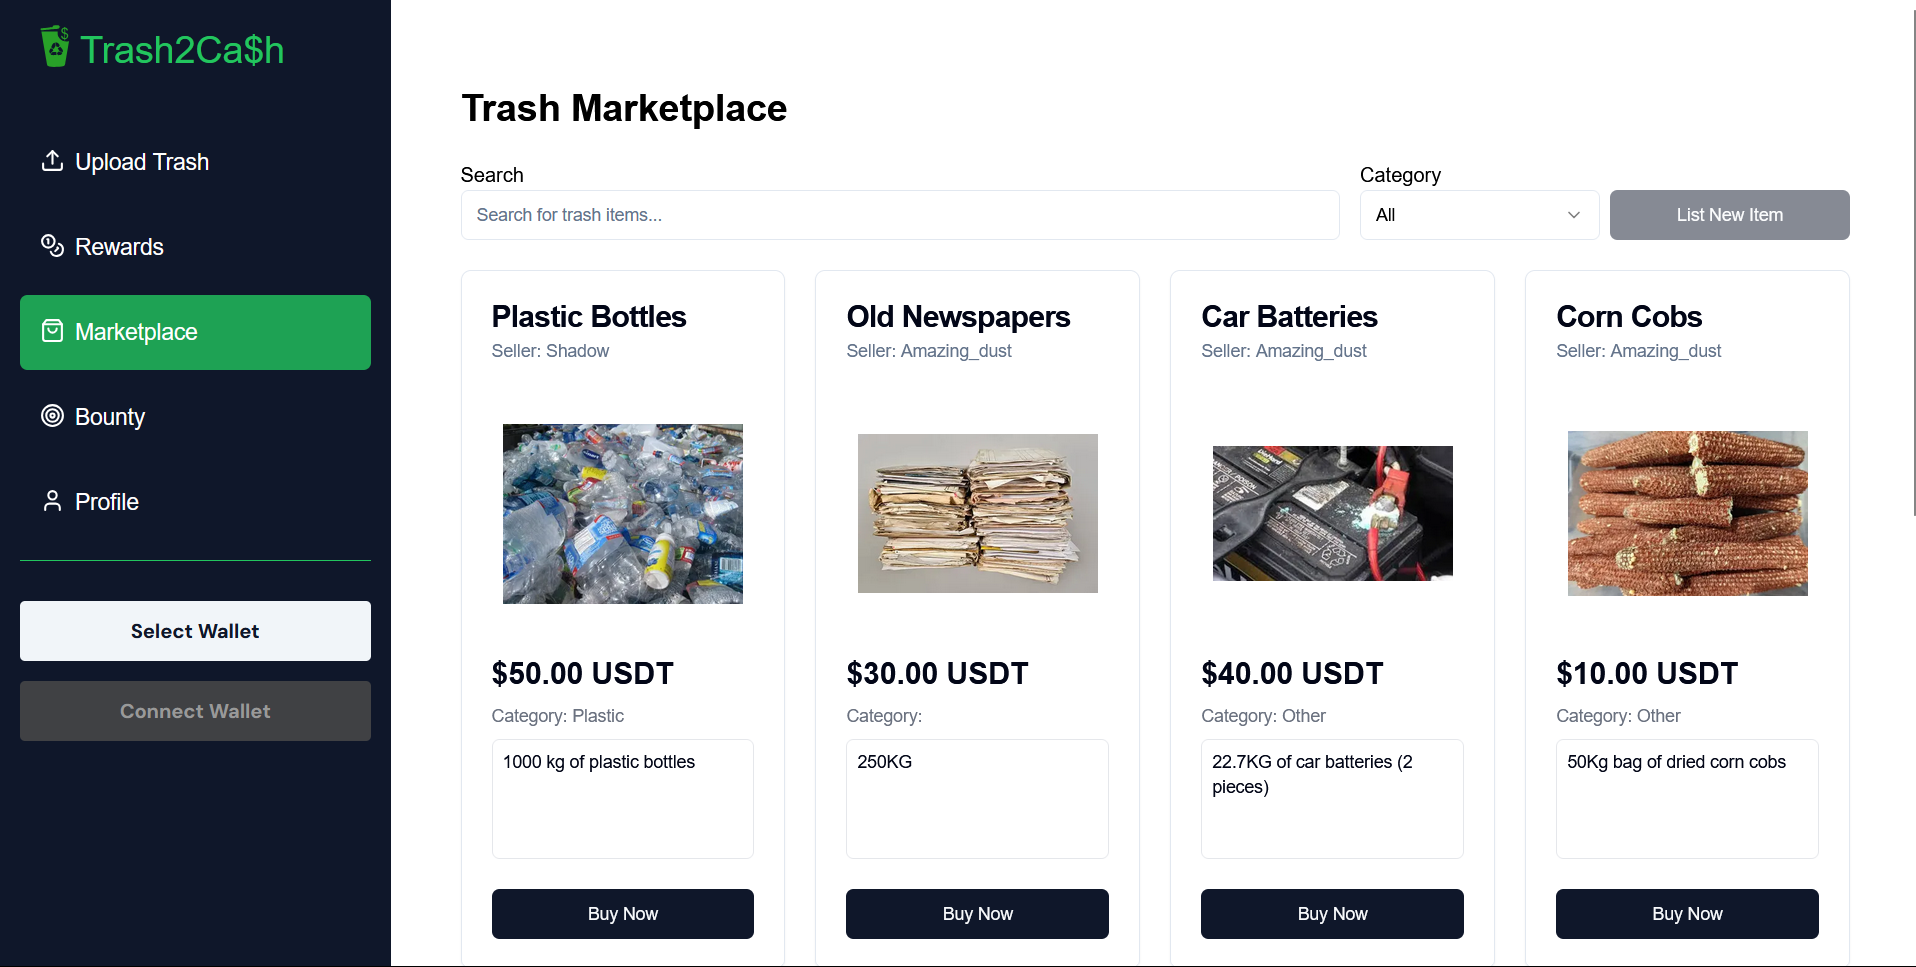 Trash2Ca$h
Upload Trash
Rewards
Marketplace
Bounty
Profile
Select Wallet
Connect Wallet
Trash Marketplace
Search
Search for trash items...
Category
All
List New Item
Plastic Bottles
Seller: Shadow
$50.00 USDT
Category: Plastic
1000 kg of plastic bottles
Buy Now
Old Newspapers
Seller: Amazing_dust
$30.00 USDT
Category:
250KG
Buy Now
Car Batteries
Seller: Amazing_dust
$40.00 USDT
Category: Other
22.7KG of car batteries (2
pieces)
Buy Now
Corn Cobs
Seller: Amazing_dust
$10.00 USDT
Category: Other
50Kg bag of dried corn cobs
Buy Now